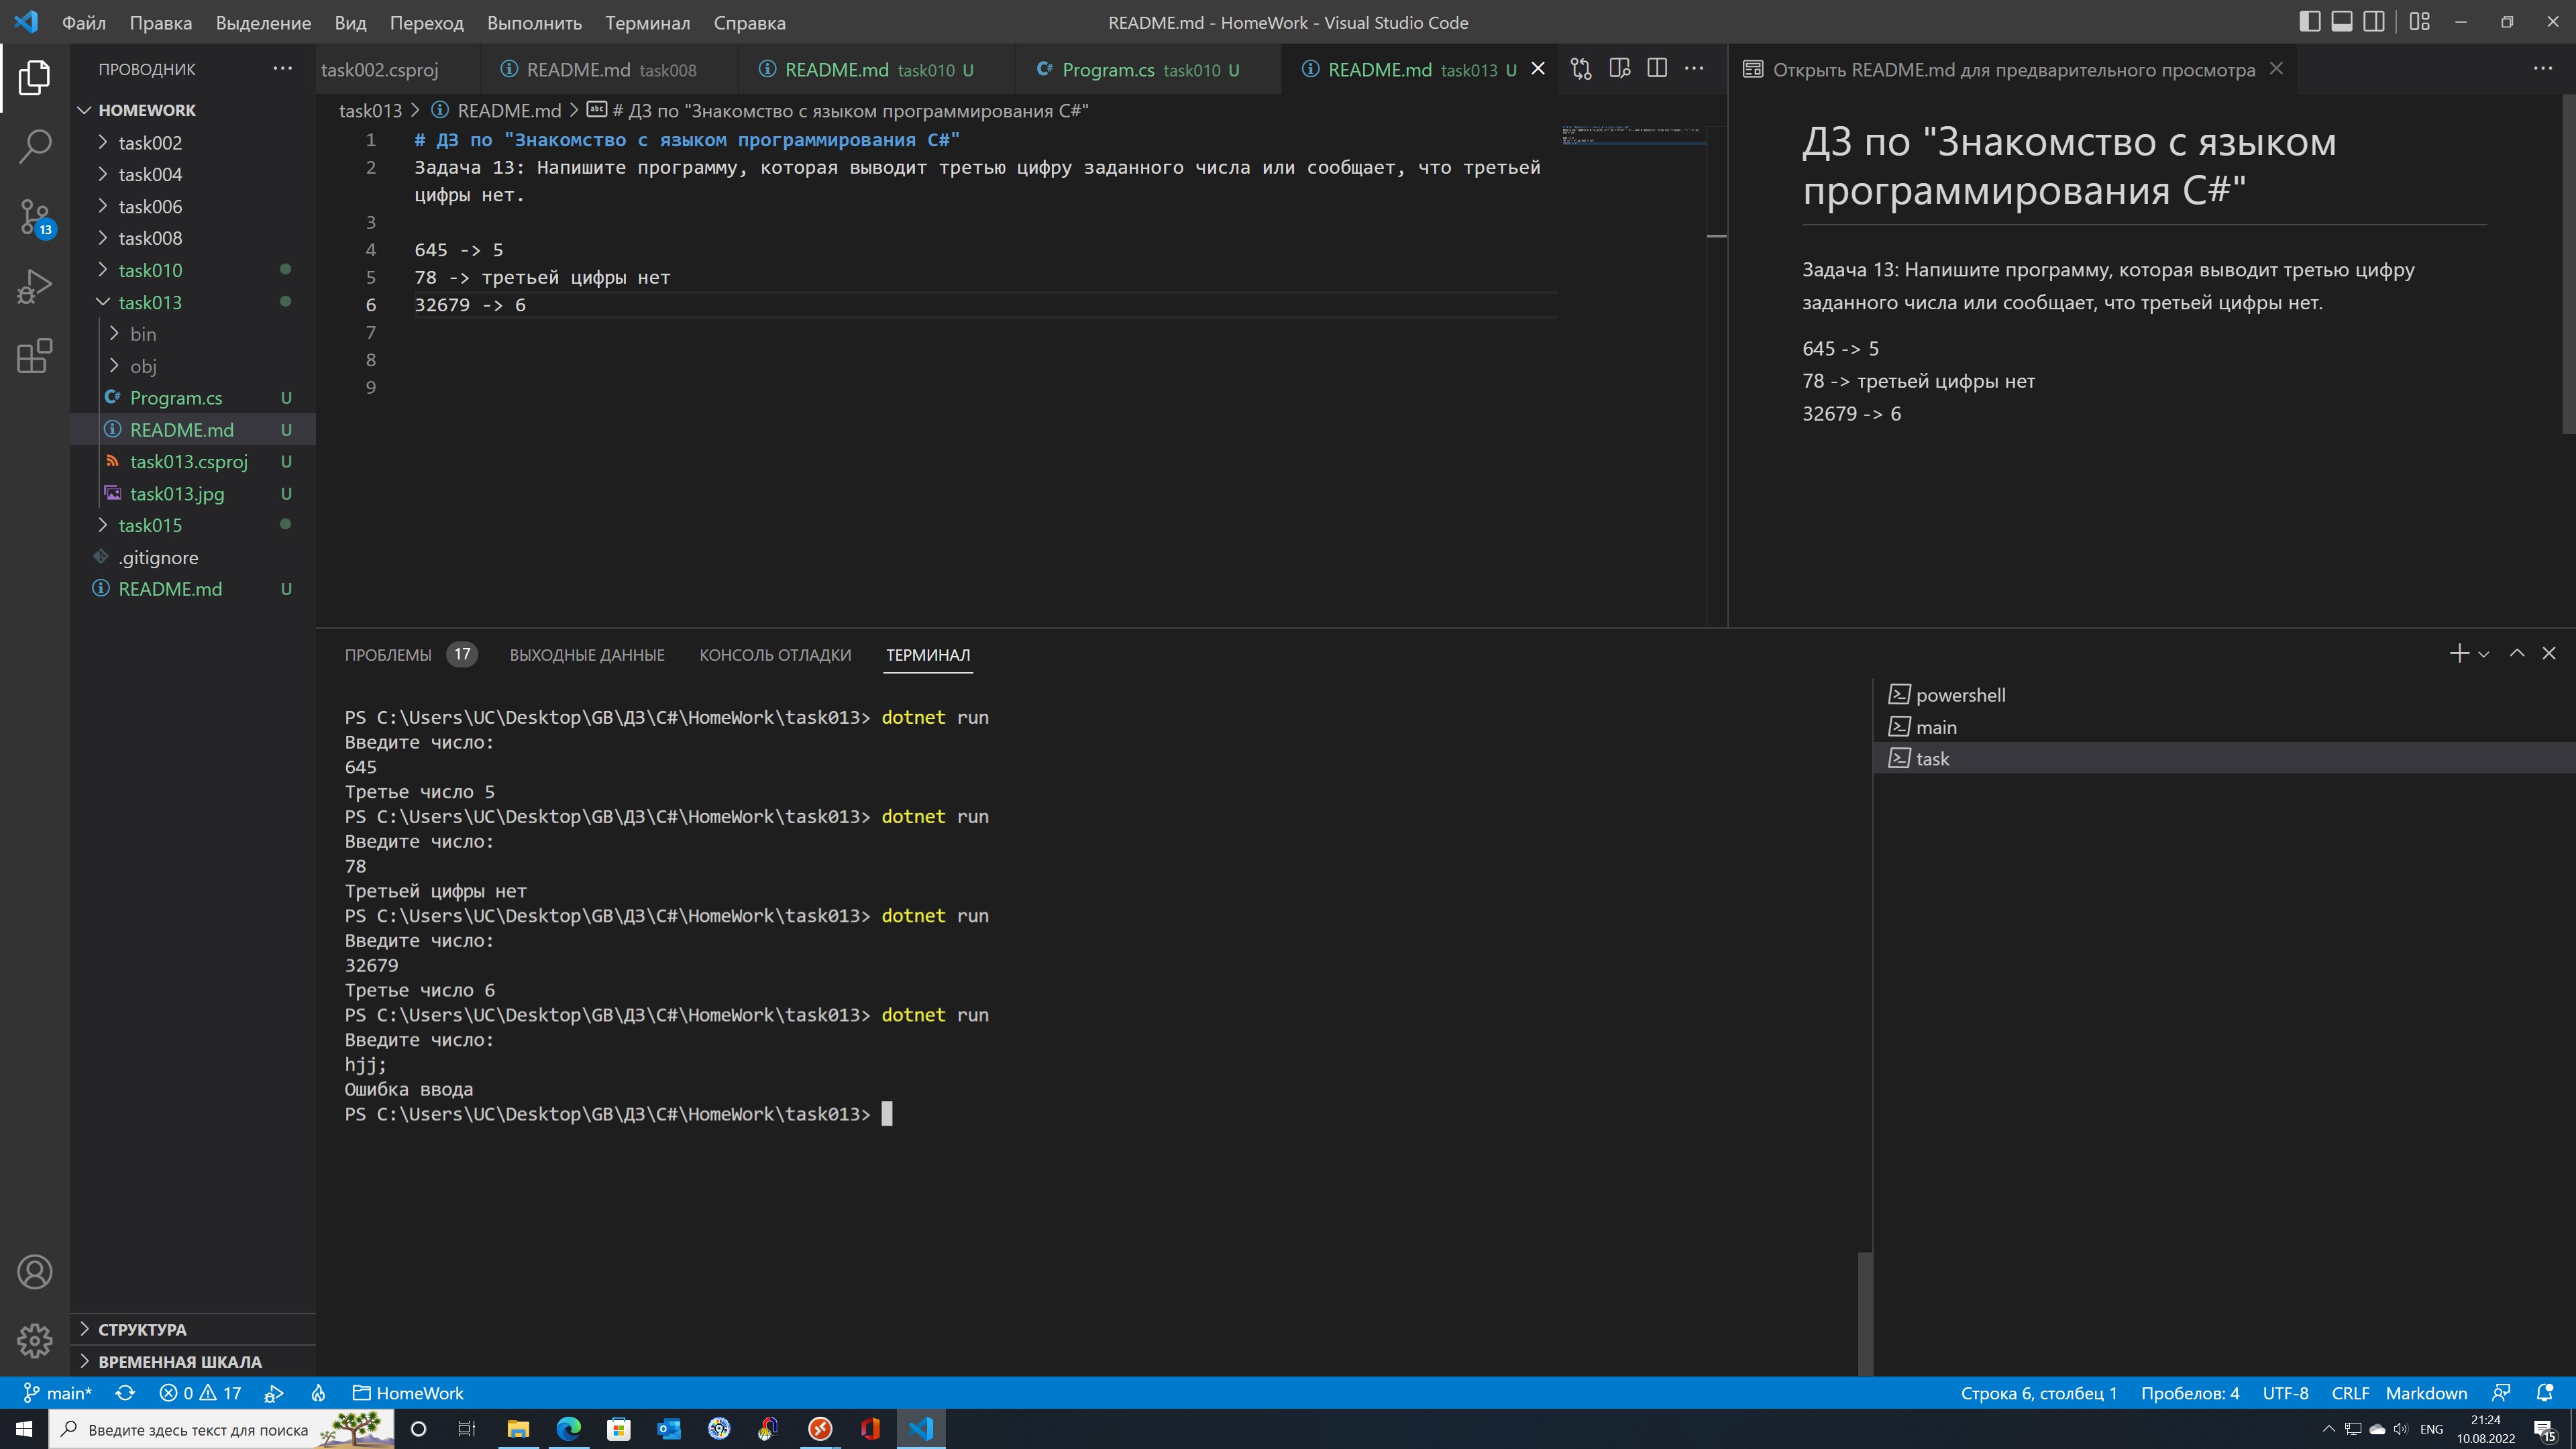 Файл Правка Выделение Вид Переход Выполнить Терминал Справка
README.md - HomeWork - Visual Studio Code
ПРОВОДНИК
HOMEWORK
task002
task004
task006
task008
task010
task013
bin
obj
Program.cs U
README.md U
task013.csproj U
task013.jpg U
task015
.gitignore
README.md U
СТРУКТУРА
ВРЕМЕННАЯ ШКАЛА
13
task002.csproj
README.md task008
README.md task010 U
Program.cs task010 U
README.md task013 U
task013 > README.md > # ДЗ по "Знакомство с языком программирования C#"
1 # ДЗ по "Знакомство с языком программирования C#"
2 Задача 13: Напишите программу, которая выводит третью цифру заданного числа или сообщает, что третьей
цифры нет.
3
4 645 -> 5
5 78 -> третьей цифры нет
6 32679 -> 6
7
8
9
Открыть README.md для предварительного просмотра
ДЗ по "Знакомство с языком
программирования C#"
Задача 13: Напишите программу, которая выводит третью цифру
заданного числа или сообщает, что третьей цифры нет.
645 -> 5
78 -> третьей цифры нет
32679 -> 6
ПРОБЛЕМЫ 17 ВЫХОДНЫЕ ДАННЫЕ КОНСОЛЬ ОТЛАДКИ ТЕРМИНАЛ
PS C:\Users\UC\Desktop\GB\ДЗ\C#\HomeWork\task013> dotnet run
Введите число:
645
Третье число 5
PS C:\Users\UC\Desktop\GB\ДЗ\C#\HomeWork\task013> dotnet run
Введите число:
78
Третьей цифры нет
PS C:\Users\UC\Desktop\GB\ДЗ\C#\HomeWork\task013> dotnet run
Введите число:
32679
Третье число 6
PS C:\Users\UC\Desktop\GB\ДЗ\C#\HomeWork\task013> dotnet run
Введите число:
hjj;
Ошибка ввода
PS C:\Users\UC\Desktop\GB\ДЗ\C#\HomeWork\task013>
powershell
main
task
main* 0 17 HomeWork
Строка 6, столбец 1 Пробелов: 4 UTF-8 CRLF Markdown
Введите здесь текст для поиска
ENG
21:24
10.08.2022
15